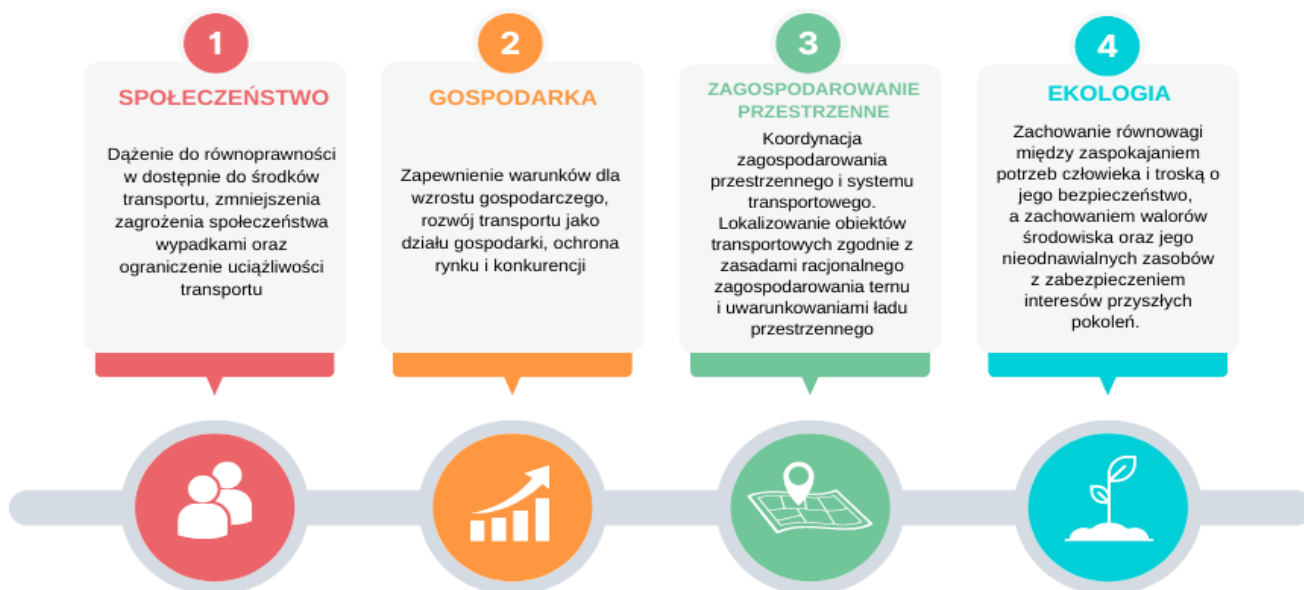 1
SPOŁECZEŃSTWO
Dążenie do równoprawności
w dostępnie do środków
transportu, zmniejszenia
zagrożenia społeczeństwa
wypadkami oraz
ograniczenie uciążliwości
transportu
2
GOSPODARKA
Zapewnienie warunków dla
wzrostu gospodarczego,
rozwój transportu jako
działu gospodarki, ochrona
rynku i konkurencji
3
ZAGOSPODAROWANIE
PRZESTRZENNE
Koordynacja
zagospodarowania
przestrzennego i systemu
transportowego.
Lokalizowanie obiektów
transportowych zgodnie z
zasadami racjonalnego
zagospodarowania ternu
i uwarunkowaniami ładu
przestrzennego
4
EKOLOGIA
Zachowanie równowagi
między zaspokajaniem
potrzeb człowieka i troską o
jego bezpieczeństwo,
a zachowaniem walorów
środowiska oraz jego
nieodnawialnych zasobów
z zabezpieczeniem
interesów przyszłych
pokoleń.